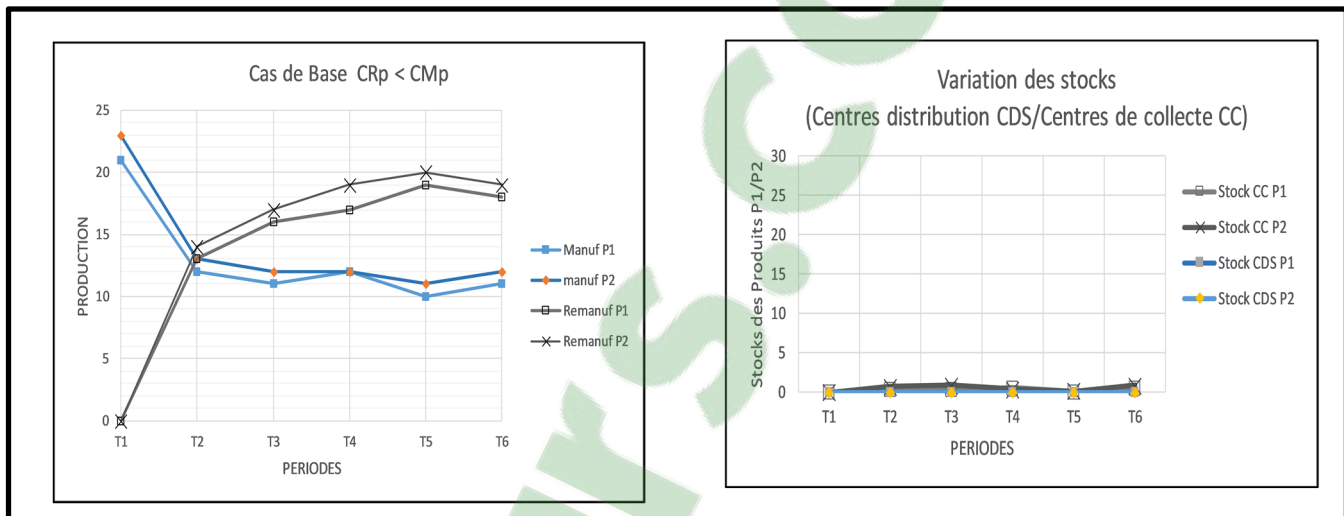 Cas de Base CRp < CMp
25
20
15
10
5
0
PRODUCTION
T1 T2 T3 T4 T5 T6
PERIODES
Manuf P1
manuf P2
Remanuf P1
Remanuf P2
Variation des stocks
(Centres distribution CDS/Centres de collecte CC)
30
25
20
15
10
5
0
Stocks des Produits P1/P2
T1 T2 T3 T4 T5 T6
PERIODES
Stock CC P1
Stock CC P2
Stock CDS P1
Stock CDS P2